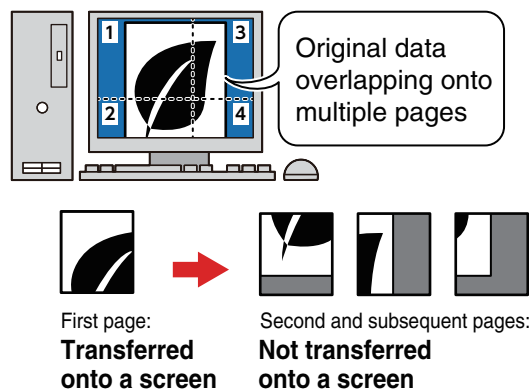 1
3
2
4
Original data
overlapping onto
multiple pages
First page:
Transferred
onto a screen
Second and subsequent pages:
Not transferred
onto a screen